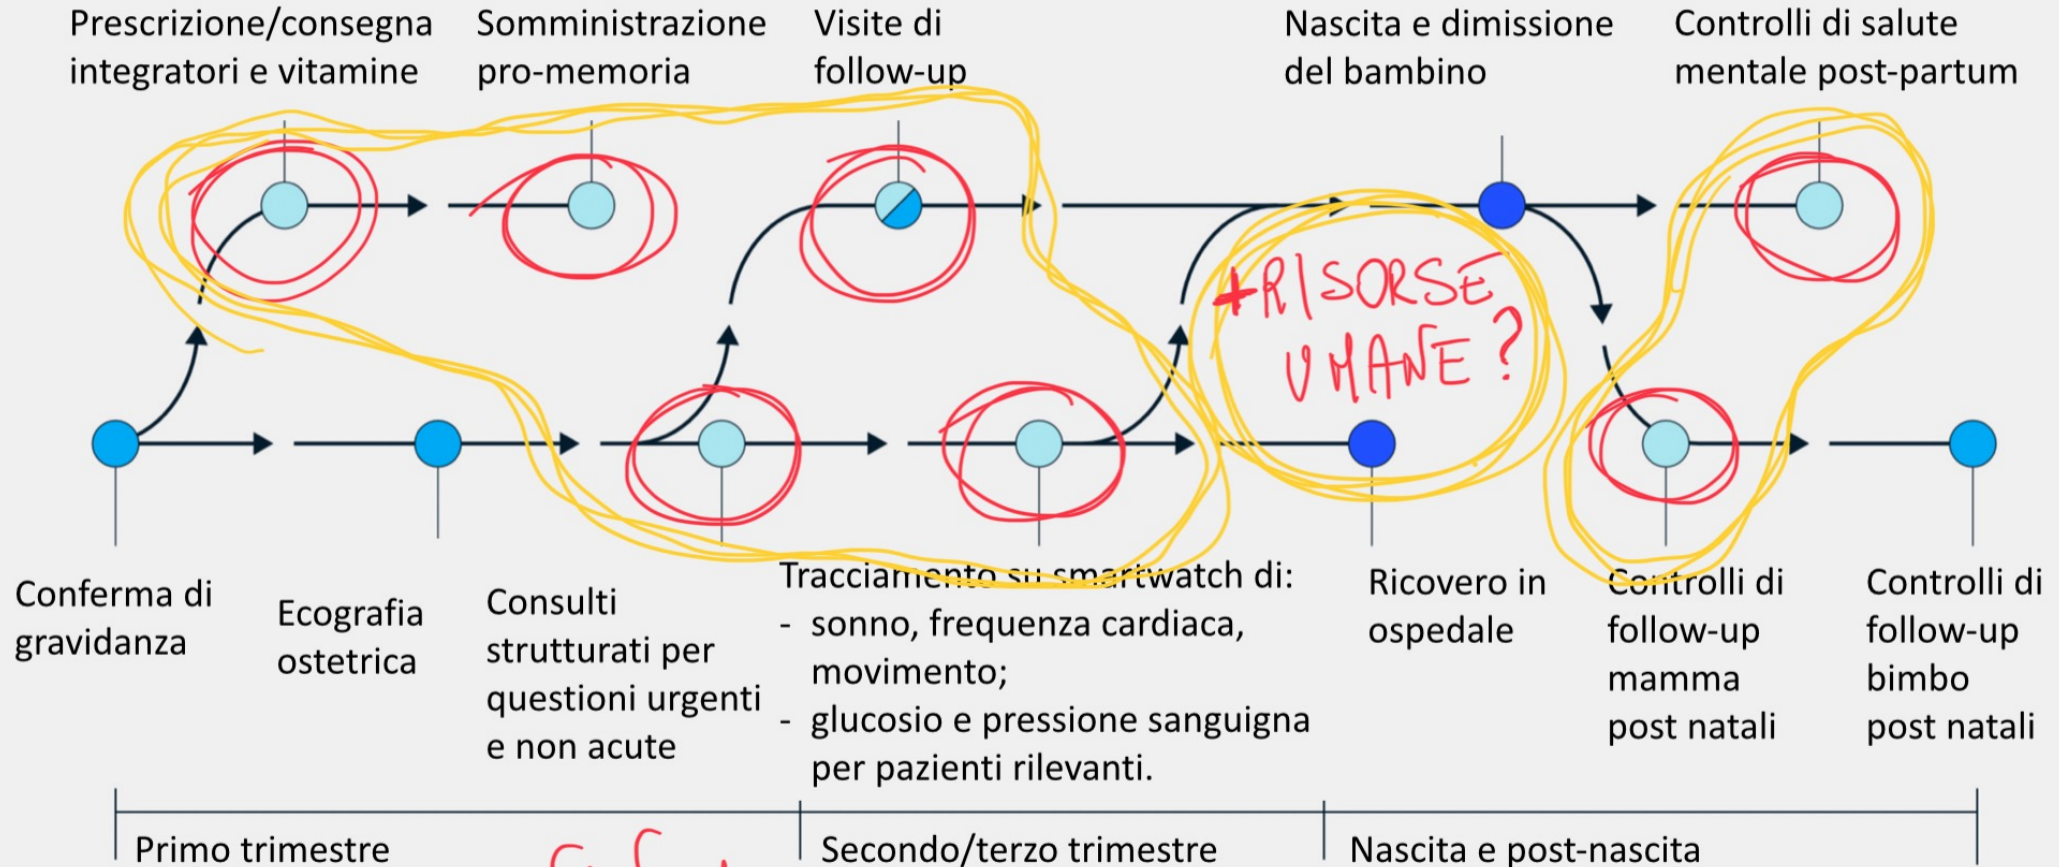 Prescrizione/consegna
integratori e vitamine
Somministrazione
pro-memoria
Visite di
follow-up
Nascita e dimissione
del bambino
Controlli di salute
mentale post-partum
+RISORSE
UMANE?
Conferma di
gravidanza
Ecografia
ostetrica
Consulti
strutturati per
questioni urgenti
e non acute
Tracciamento su smartwatch di:
- sonno, frequenza cardiaca,
movimento;
- glucosio e pressione sanguigna
per pazienti rilevanti.
Ricovero in
ospedale
Controlli di
follow-up
mamma
post natali
Controlli di
follow-up
bimbo
post natali
Primo trimestre
Secondo/terzo trimestre
Nascita e post-nascita